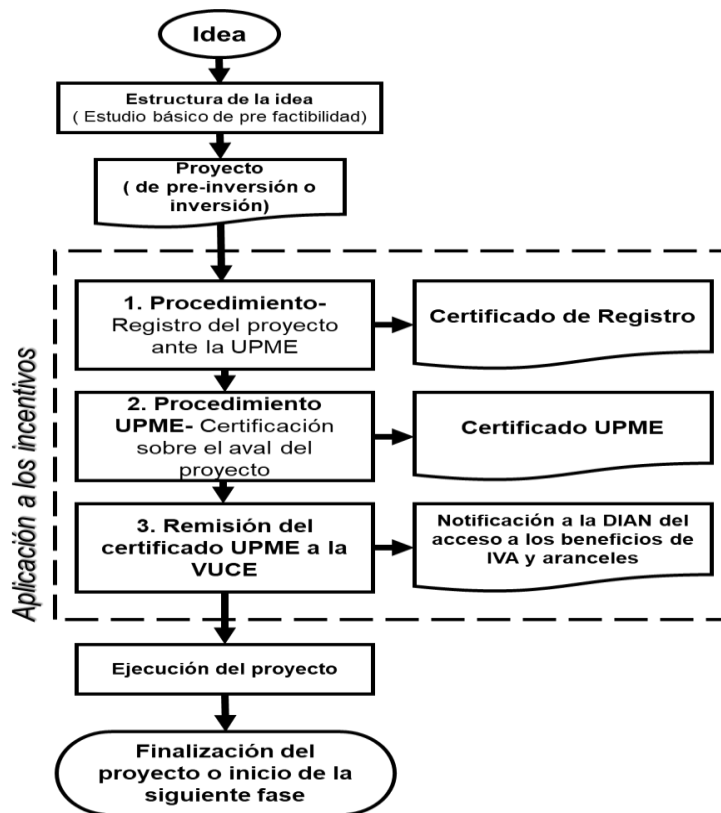 Idea
Estructura de la idea
( Estudio básico de pre factibilidad)
Proyecto
( de pre-inversión o
inversión)
Aplicación a los incentivos
1. Procedimiento-
Registro del proyecto
ante la UPME
Certificado de Registro
2. Procedimiento
UPME- Certificación
sobre el aval del
proyecto
Certificado UPME
3. Remisión del
certificado UPME a la
VUCE
Notificación a la DIAN del
acceso a los beneficios de
IVA y aranceles
Ejecución del proyecto
Finalización del
proyecto o inicio de la
siguiente fase